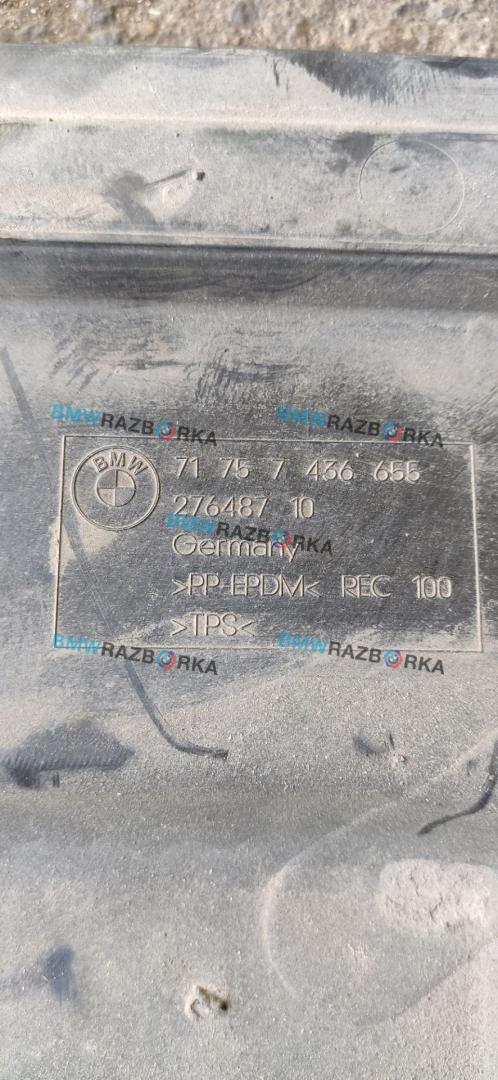 BMWRAZBORKA BMWRAZBORKA
BMW 71 75 7 436 655
276487 10
BMWRAZBORKA
Germany
>PP-EPDM< REC 100
>TPS<
BMWRAZBORKA BMWRAZBORKA